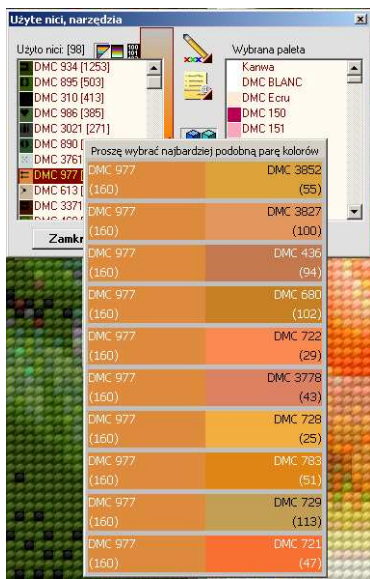 Użyte nici, narzędzia
Użyto nici: [98]
Wybrana paleta
DMC 934 [1253]
DMC 895 [503]
DMC 310 [413]
DMC 986 [385]
DMC 3021 [271]
DMC 890
DMC 3761
DMC 977
DMC 613
DMC 3371
Kanwa
DMC BLANC
DMC Ecru
DMC 150
DMC 151
Zamkr
Proszę wybrać najbardziej podobną parę kolorów
DMC 977 DMC 3852
(160) (55)
DMC 977 DMC 3827
(160) (100)
DMC 977 DMC 436
(160) (94)
DMC 977 DMC 680
(160) (102)
DMC 977 DMC 722
(160) (29)
DMC 977 DMC 3778
(160) (43)
DMC 977 DMC 728
(160) (25)
DMC 977 DMC 783
(160) (51)
DMC 977 DMC 729
(160) (113)
DMC 977 DMC 721
(160) (47)